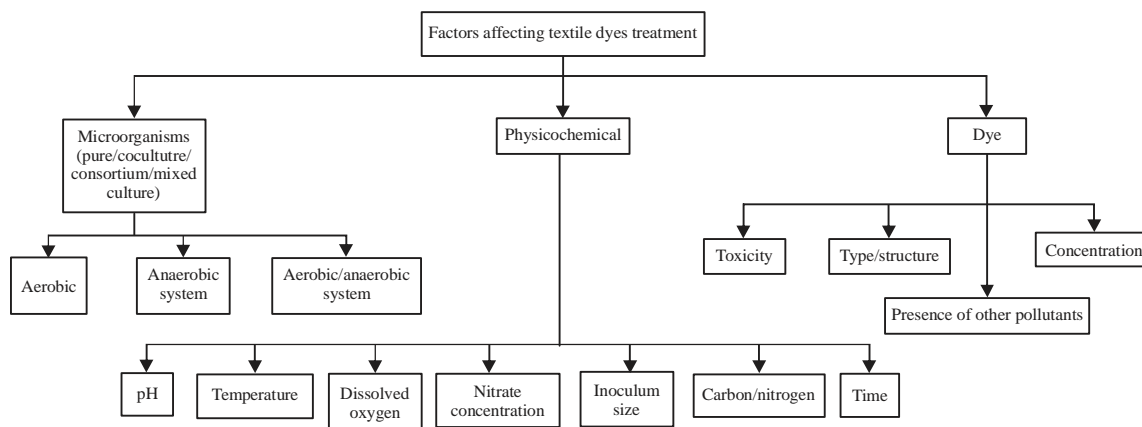 Factors affecting textile dyes treatment
Microorganisms
(pure/cocultutre/
consortium/mixed
culture)
Physicochemical
Dye
Aerobic
Anaerobic
system
Aerobic/anaerobic
system
Toxicity
Type/structure
Concentration
Presence of other pollutants
pH
Temperature
Dissolved
oxygen
Nitrate
concentration
Inoculum
size
Carbon/nitrogen
Time